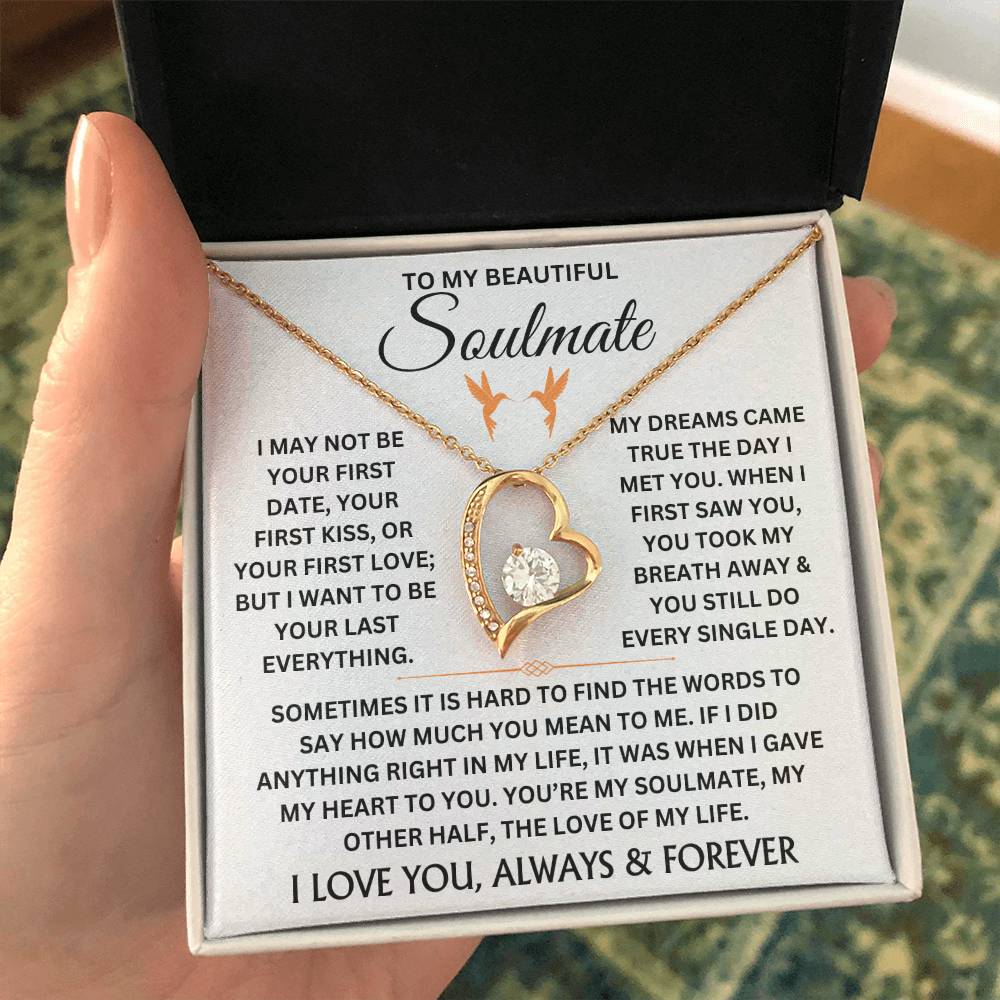 TO MY BEAUTIFUL
Soulmate
I MAY NOT BE
YOUR FIRST
DATE, YOUR
FIRST KISS, OR
YOUR FIRST LOVE;
BUT I WANT TO BE
YOUR LAST
EVERYTHING.
MY DREAMS CAME
TRUE THE DAY I
MET YOU. WHEN I
FIRST SAW YOU,
YOU TOOK MY
BREATH AWAY &
YOU STILL DO
EVERY SINGLE DAY.
SOMETIMES IT IS HARD TO FIND THE WORDS TO
SAY HOW MUCH YOU MEAN TO ME. IF I DID
ANYTHING RIGHT IN MY LIFE, IT WAS WHEN I GAVE
MY HEART TO YOU. YOU’RE MY SOULMATE, MY
OTHER HALF, THE LOVE OF MY LIFE.
I LOVE YOU, ALWAYS & FOREVER